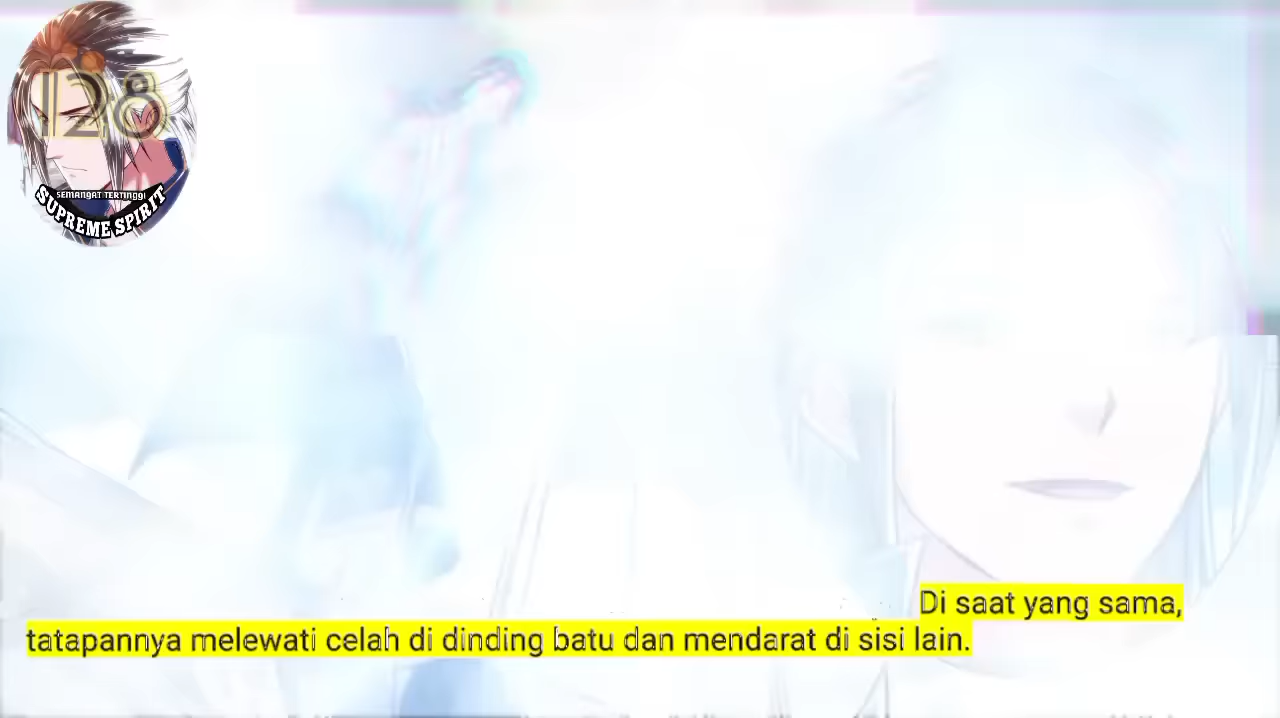 128
SEMANGAT TERTINGGI
SUPREME SPIRIT
Di saat yang sama,
tatapannya melewati celah di dinding batu dan mendarat di sisi lain.